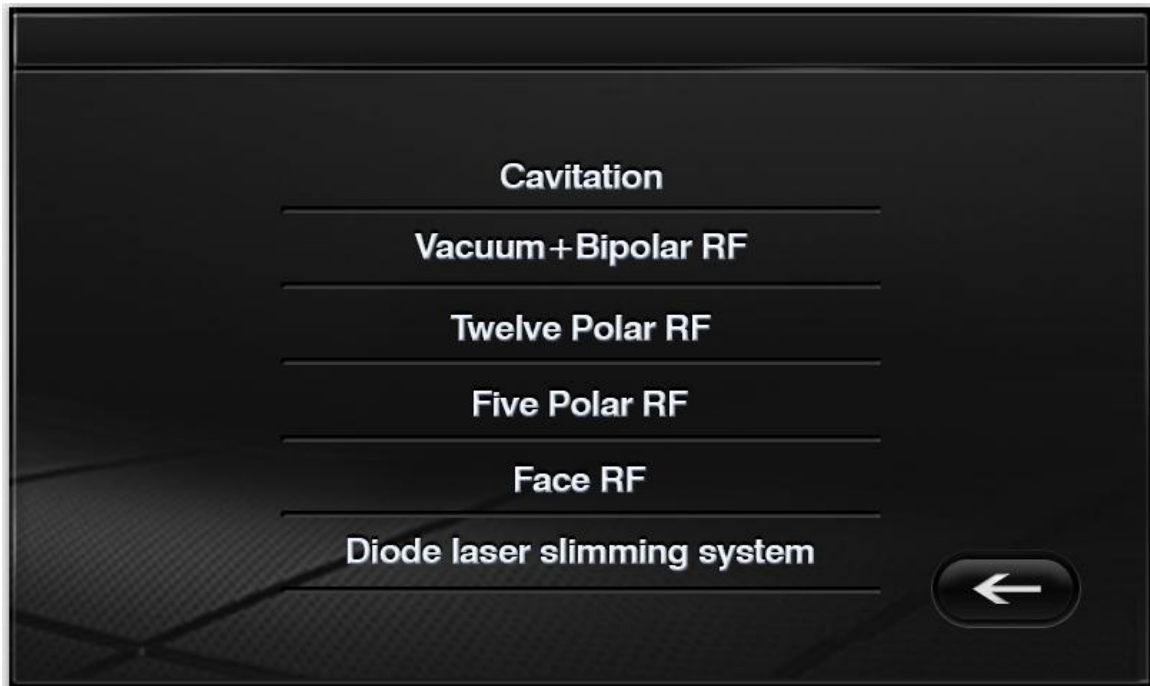 Cavitation
Vacuum+Bipolar RF
Twelve Polar RF
Five Polar RF
Face RF
Diode laser slimming system